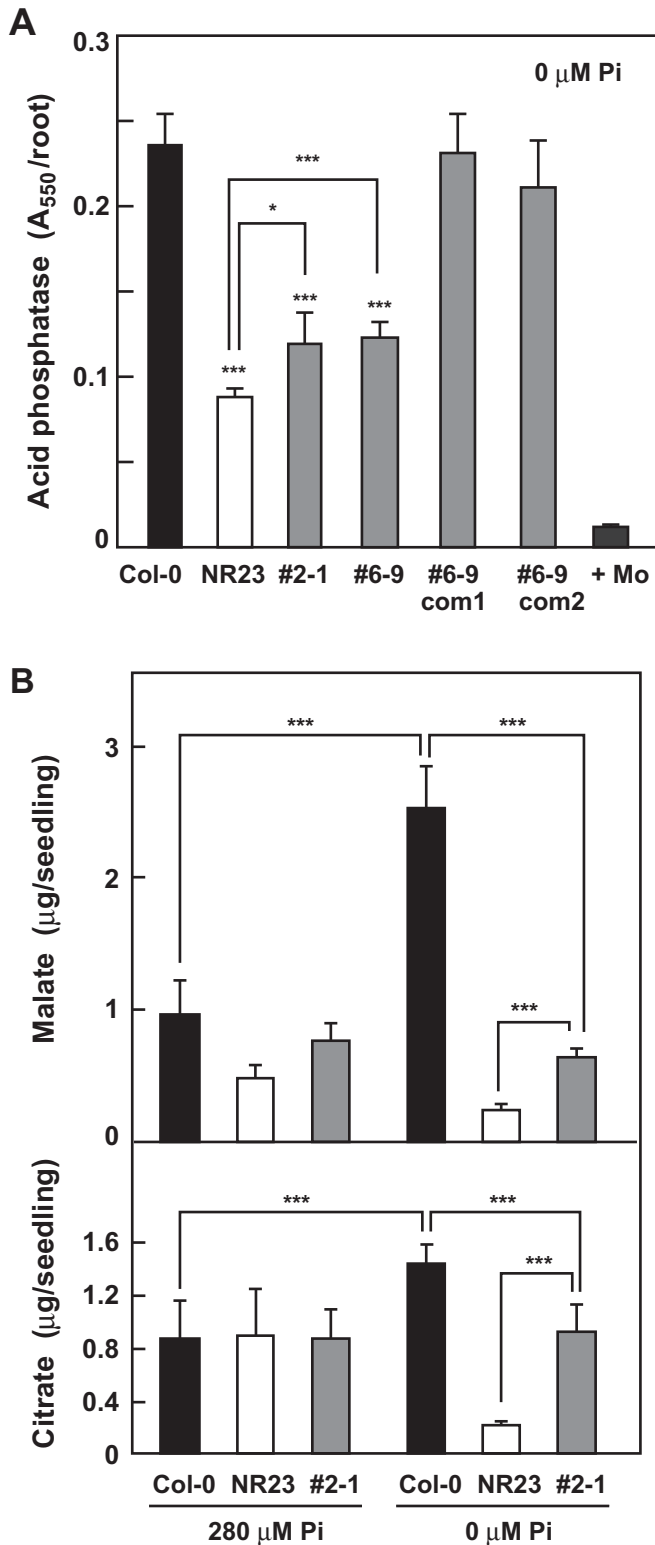 A
0.3
0.2
0.1
0
Acid phosphatase (A550/root)
0 μM Pi
***
*
***
***
***
Col-0 NR23 #2-1 #6-9 #6-9 #6-9 + Mo
com1 com2
B
3
2
1
0
Malate (μg/seedling)
*** ***
***
1.6
1.2
0.8
0.4
0
Citrate (μg/seedling)
*** ***
***
Col-0 NR23 #2-1 Col-0 NR23 #2-1
280 μM Pi 0 μM Pi